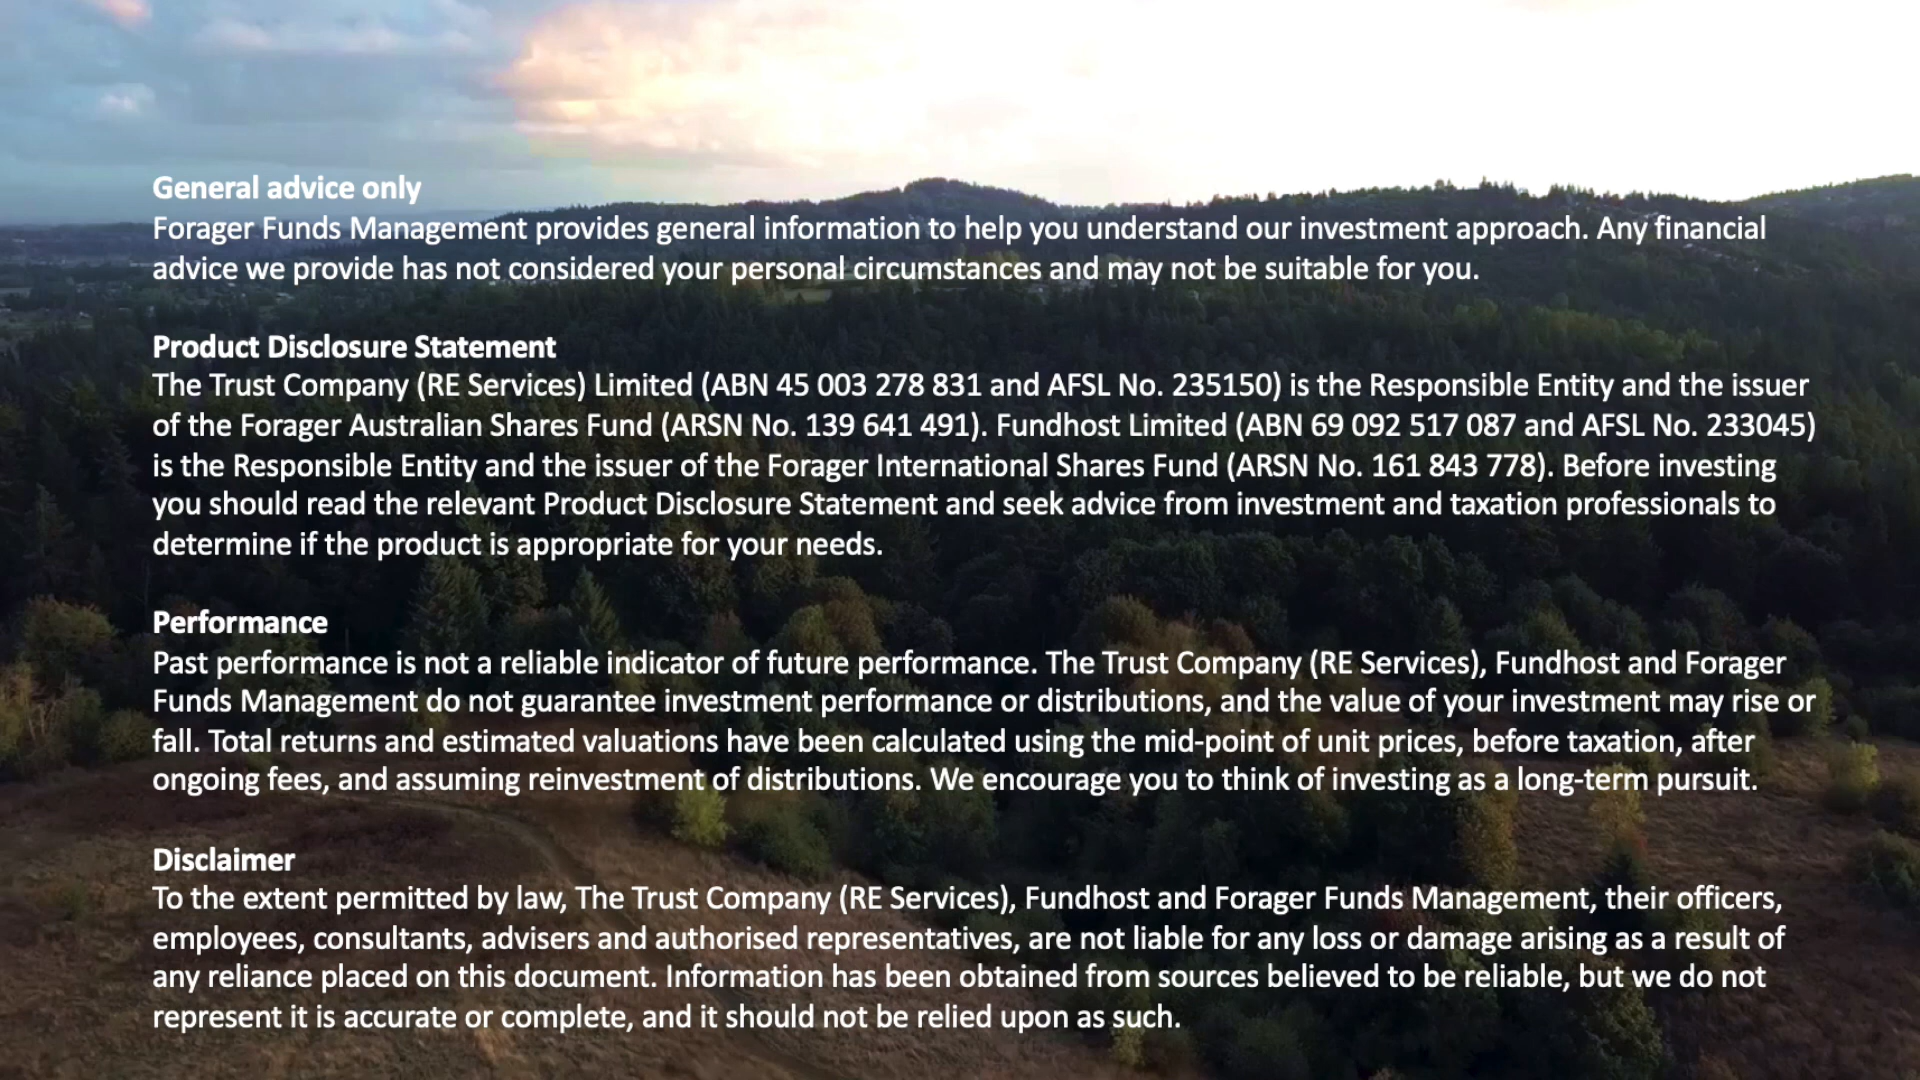 General advice only
Forager Funds Management provides general information to help you understand our investment approach. Any financial
advice we provide has not considered your personal circumstances and may not be suitable for you.
Product Disclosure Statement
The Trust Company (RE Services) Limited (ABN 45 003 278 831 and AFSL No. 235150) is the Responsible Entity and the issuer
of the Forager Australian Shares Fund (ARSN No. 139 641 491). Fundhost Limited (ABN 69 092 517 087 and AFSL No. 233045)
is the Responsible Entity and the issuer of the Forager International Shares Fund (ARSN No. 161 843 778). Before investing
you should read the relevant Product Disclosure Statement and seek advice from investment and taxation professionals to
determine if the product is appropriate for your needs.
Performance
Past performance is not a reliable indicator of future performance. The Trust Company (RE Services), Fundhost and Forager
Funds Management do not guarantee investment performance or distributions, and the value of your investment may rise or
fall. Total returns and estimated valuations have been calculated using the mid-point of unit prices, before taxation, after
ongoing fees, and assuming reinvestment of distributions. We encourage you to think of investing as a long-term pursuit.
Disclaimer
To the extent permitted by law, The Trust Company (RE Services), Fundhost and Forager Funds Management, their officers,
employees, consultants, advisers and authorised representatives, are not liable for any loss or damage arising as a result of
any reliance placed on this document. Information has been obtained from sources believed to be reliable, but we do not
represent it is accurate or complete, and it should not be relied upon as such.